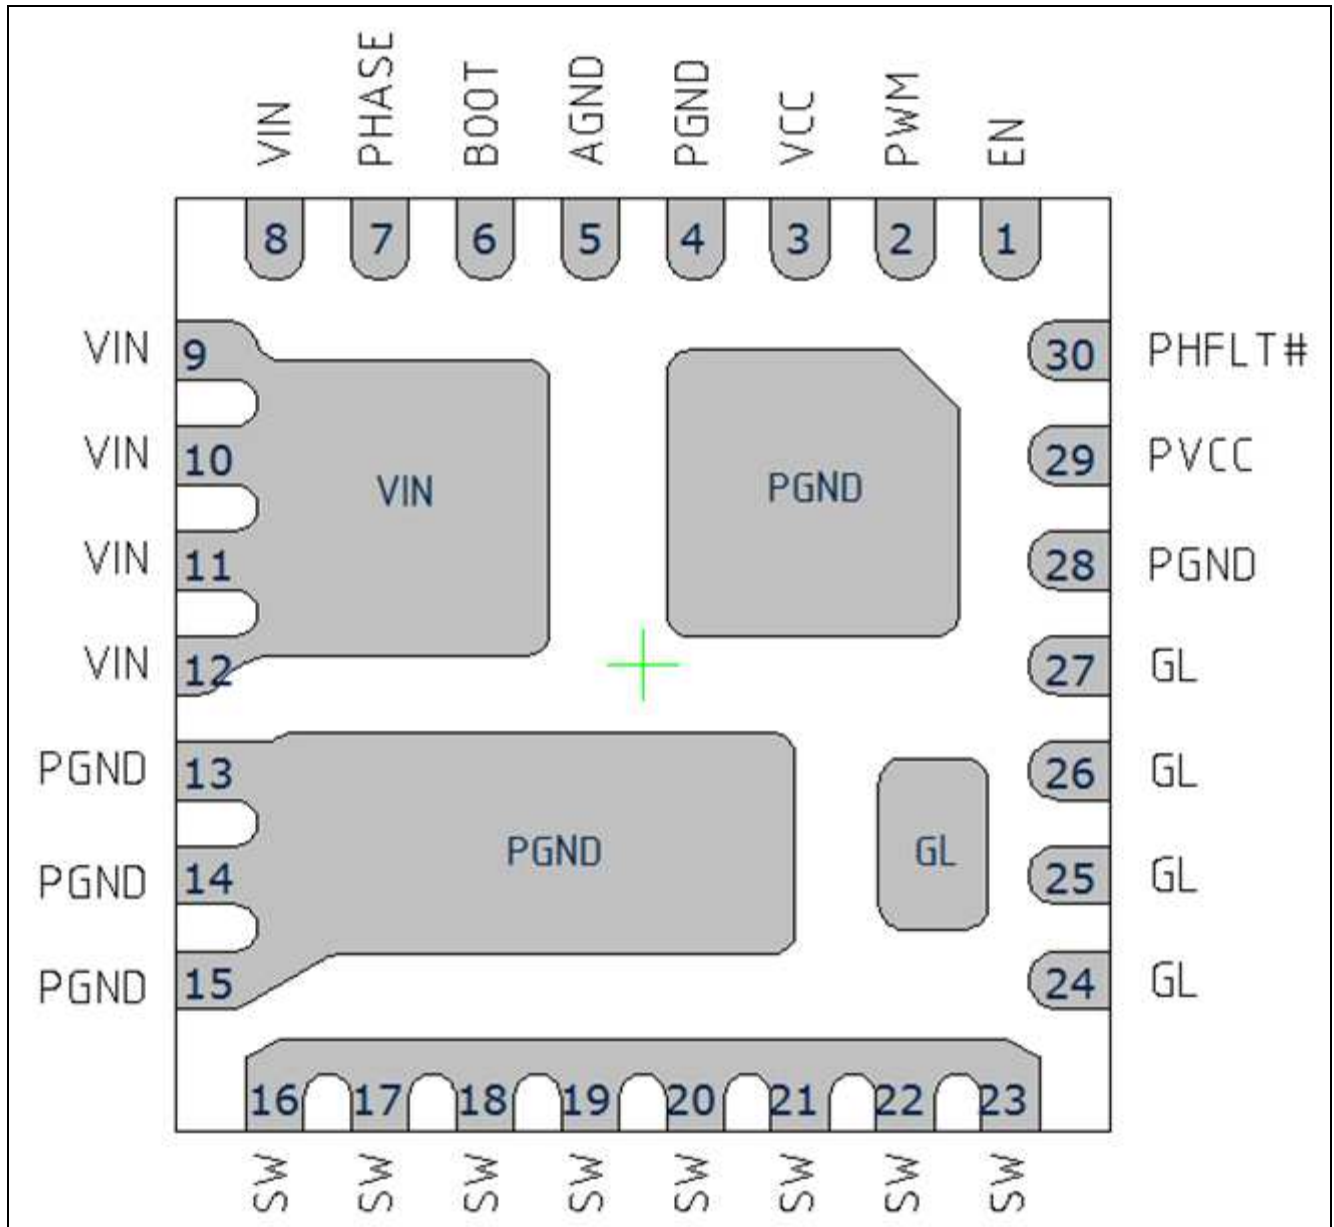 VIN PHASE BOOT AGND PGND VCC PWM EN
8 7 6 5 4 3 2 1
VIN 9 30 PHFLT#
VIN 10 29 PVCC
VIN PGND
VIN 11 28 PGND
VIN 12 27 GL
PGND 13 26 GL
PGND GL
PGND 14 25 GL
PGND 15 24 GL
16 17 18 19 20 21 22 23
SW SW SW SW SW SW SW SW